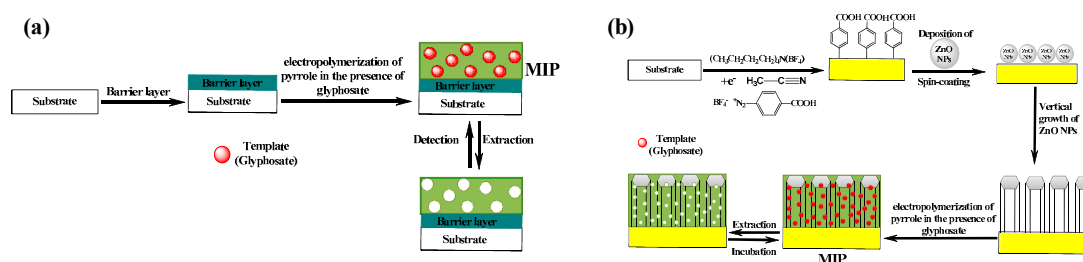 (a)
Substrate
Barrier layer
Barrier layer
Substrate
electropolymerization of
pyrrole in the presence of
glyphosate
MIP
Barrier layer
Substrate
Template
(Glyphosate)
Detection
Extraction
Barrier layer
Substrate
(b)
Substrate
(CH₃CH₂CH₂CH₂)₄N(BF₄)
+e⁻
H₃C
N
BF₄⁻ ⁺N₂
COOH
COOH
COOH
COOH
Deposition of
ZnO
NPs
Spin-coating
ZnO
NPs
ZnO
NPs
ZnO
NPs
ZnO
NPs
Vertical
growth of
ZnO NPs
Template
(Glyphosate)
electropolymerization of
pyrrole in the presence of
glyphosate
Extraction
Incubation
MIP